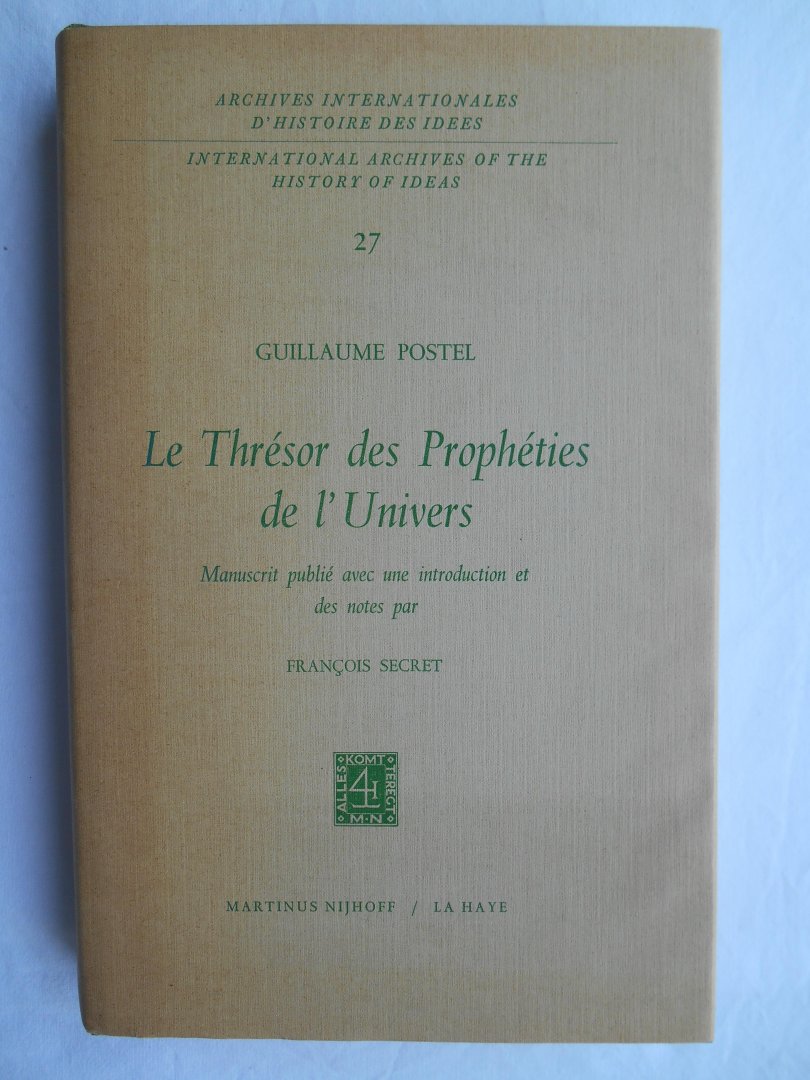 ARCHIVES INTERNATIONALES
D'HISTOIRE DES IDEES
INTERNATIONAL ARCHIVES OF THE
HISTORY OF IDEAS
27
GUILLAUME POSTEL
Le Thrésor des Prophéties
de l'Univers
Manuscrit publié avec une introduction et
des notes par
FRANÇOIS SECRET
ALLES KOMT TERECT
M·N
MARTINUS NIJHOFF / LA HAYE